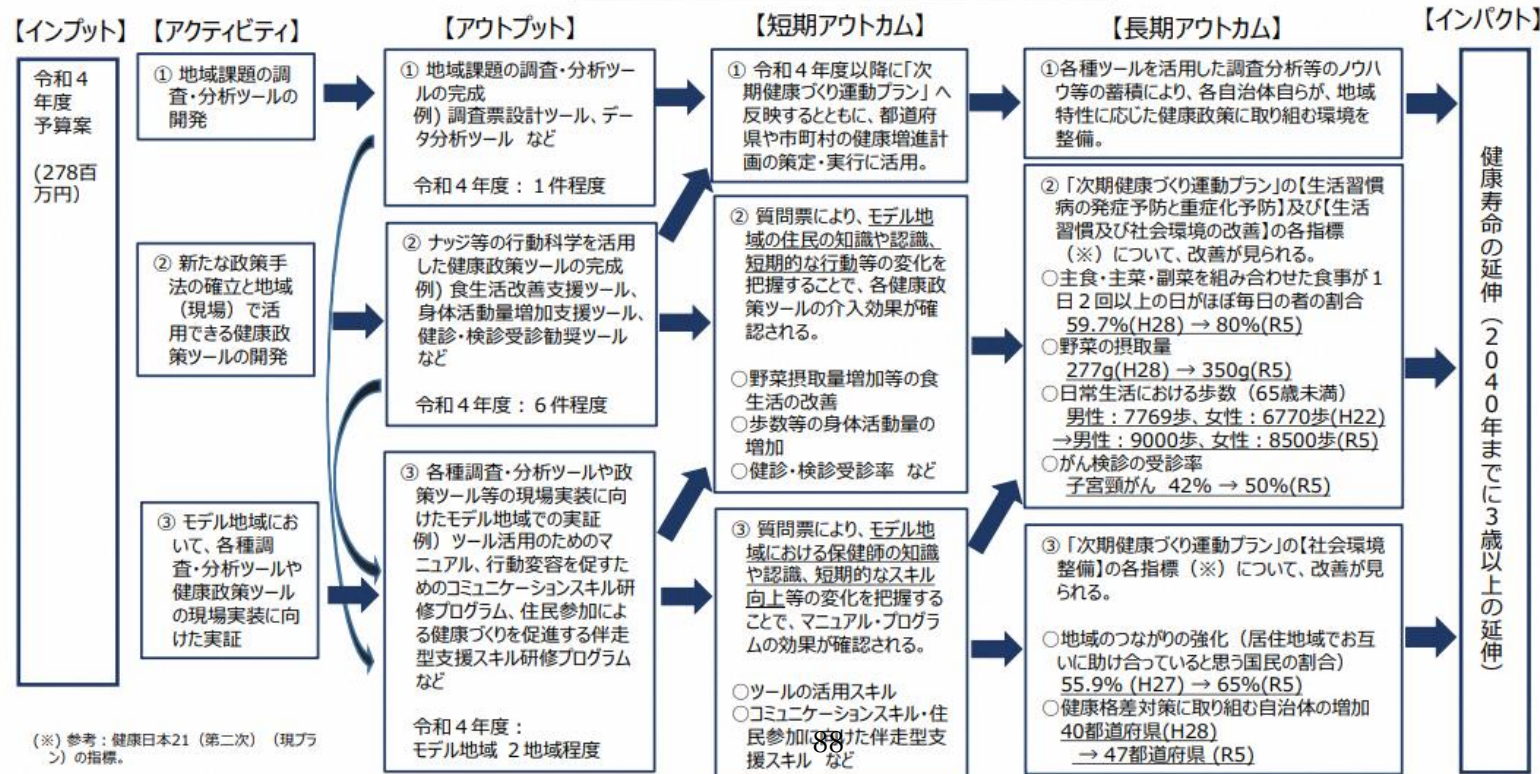 【インプット】
【アクティビティ】
【アウトプット】
【短期アウトカム】
【長期アウトカム】
【インパクト】
令和4
年度
予算案
(278百
万円)
① 地域課題の調
査・分析ツールの
開発
② 新たな政策手
法の確立と地域
（現場）で活
用できる健康政
策ツールの開発
③ モデル地域にお
いて、各種調
査・分析ツールや
健康政策ツール
の現場実装に向
けた実証
① 地域課題の調査・分析ツー
ルの完成
例) 調査票設計ツール、デー
タ分析ツール など
令和4年度：1件程度
② ナッジ等の行動科学を活用
した健康政策ツールの完成
例) 食生活改善支援ツール、
身体活動量増加支援ツール、
健診・検診受診勧奨ツール
など
令和4年度：6件程度
③ 各種調査・分析ツールや政
策ツール等の現場実装に向
けたモデル地域での実証
例）ツール活用のためのマ
ニュアル、行動変容を促すた
めのコミュニケーションスキル研
修プログラム、住民参加によ
る健康づくりを促進する伴走
型支援スキル研修プログラム
など
令和4年度：
モデル地域 2地域程度
① 令和4年度以降に「次
期健康づくり運動プラン」へ
反映するとともに、都道府
県や市町村の健康増進計
画の策定・実行に活用。
② 質問票により、モデル地
域の住民の知識や認識、
短期的な行動等の変化を
把握することで、各健康政
策ツールの介入効果が確
認される。
○野菜摂取量増加等の食
生活の改善
○歩数等の身体活動量の
増加
○健診・検診受診率 など
③ 質問票により、モデル地
域における保健師の知識
や認識、短期的なスキル
向上等の変化を把握する
ことで、マニュアル・プログラ
ムの効果が確認される。
○ツールの活用スキル
○コミュニケーションスキル・住
民参加に向けた伴走型支
援スキル など
①各種ツールを活用した調査分析等のノウハ
ウ等の蓄積により、各自治体自らが、地域
特性に応じた健康政策に取り組む環境を
整備。
② 「次期健康づくり運動プラン」の【生活習慣
病の発症予防と重症化予防】及び【生活
習慣及び社会環境の改善】の各指標
（※）について、改善が見られる。
○主食・主菜・副菜を組み合わせた食事が1
日2回以上の日がほぼ毎日の者の割合
59.7%(H28) → 80%(R5)
○野菜の摂取量
277g(H28) → 350g(R5)
○日常生活における歩数（65歳未満）
男性：7769歩、女性：6770歩(H22)
→男性：9000歩、女性：8500歩(R5)
○がん検診の受診率
子宮頸がん 42% → 50%(R5)
③ 「次期健康づくり運動プラン」の【社会環境
整備】の各指標（※）について、改善が見
られる。
○地域のつながりの強化（居住地域でお互
いに助け合っていると思う国民の割合）
55.9% (H27) → 65%(R5)
○健康格差対策に取り組む自治体の増加
40都道府県(H28)
→ 47都道府県 (R5)
健康寿命の延伸（2040年までに3歳以上の延伸）
(※) 参考：健康日本21（第二次）（現プラ
ン）の指標。
88